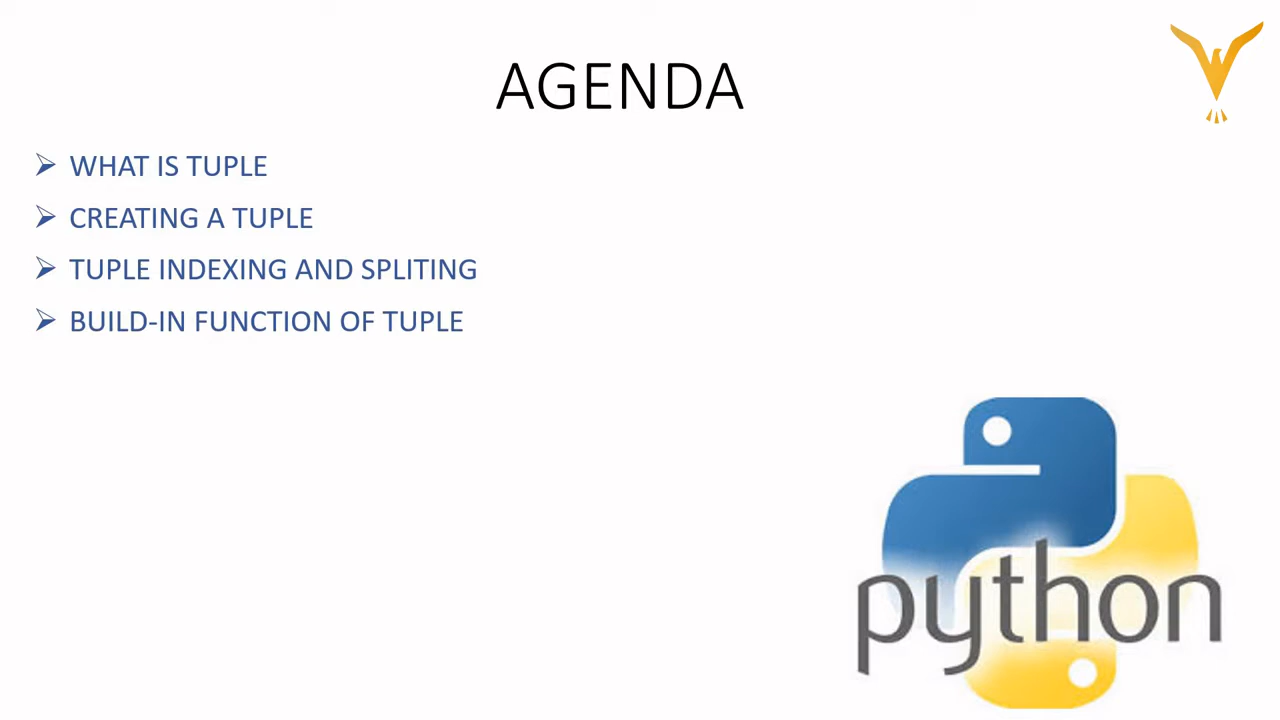 AGENDA
WHAT IS TUPLE
CREATING A TUPLE
TUPLE INDEXING AND SPLITING
BUILD-IN FUNCTION OF TUPLE
python